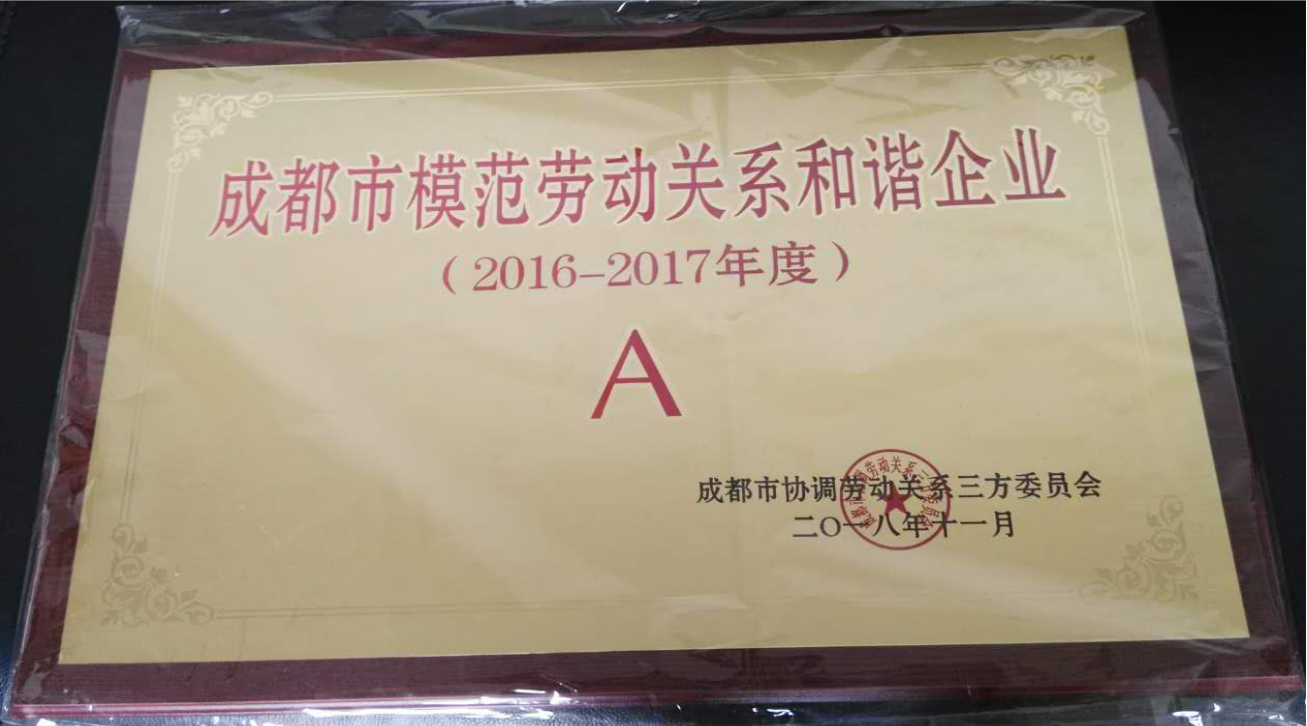 成都市模范劳动关系和谐企业
（2016-2017年度）
A
成都市协调劳动关系三方委员会
二〇一八年十一月